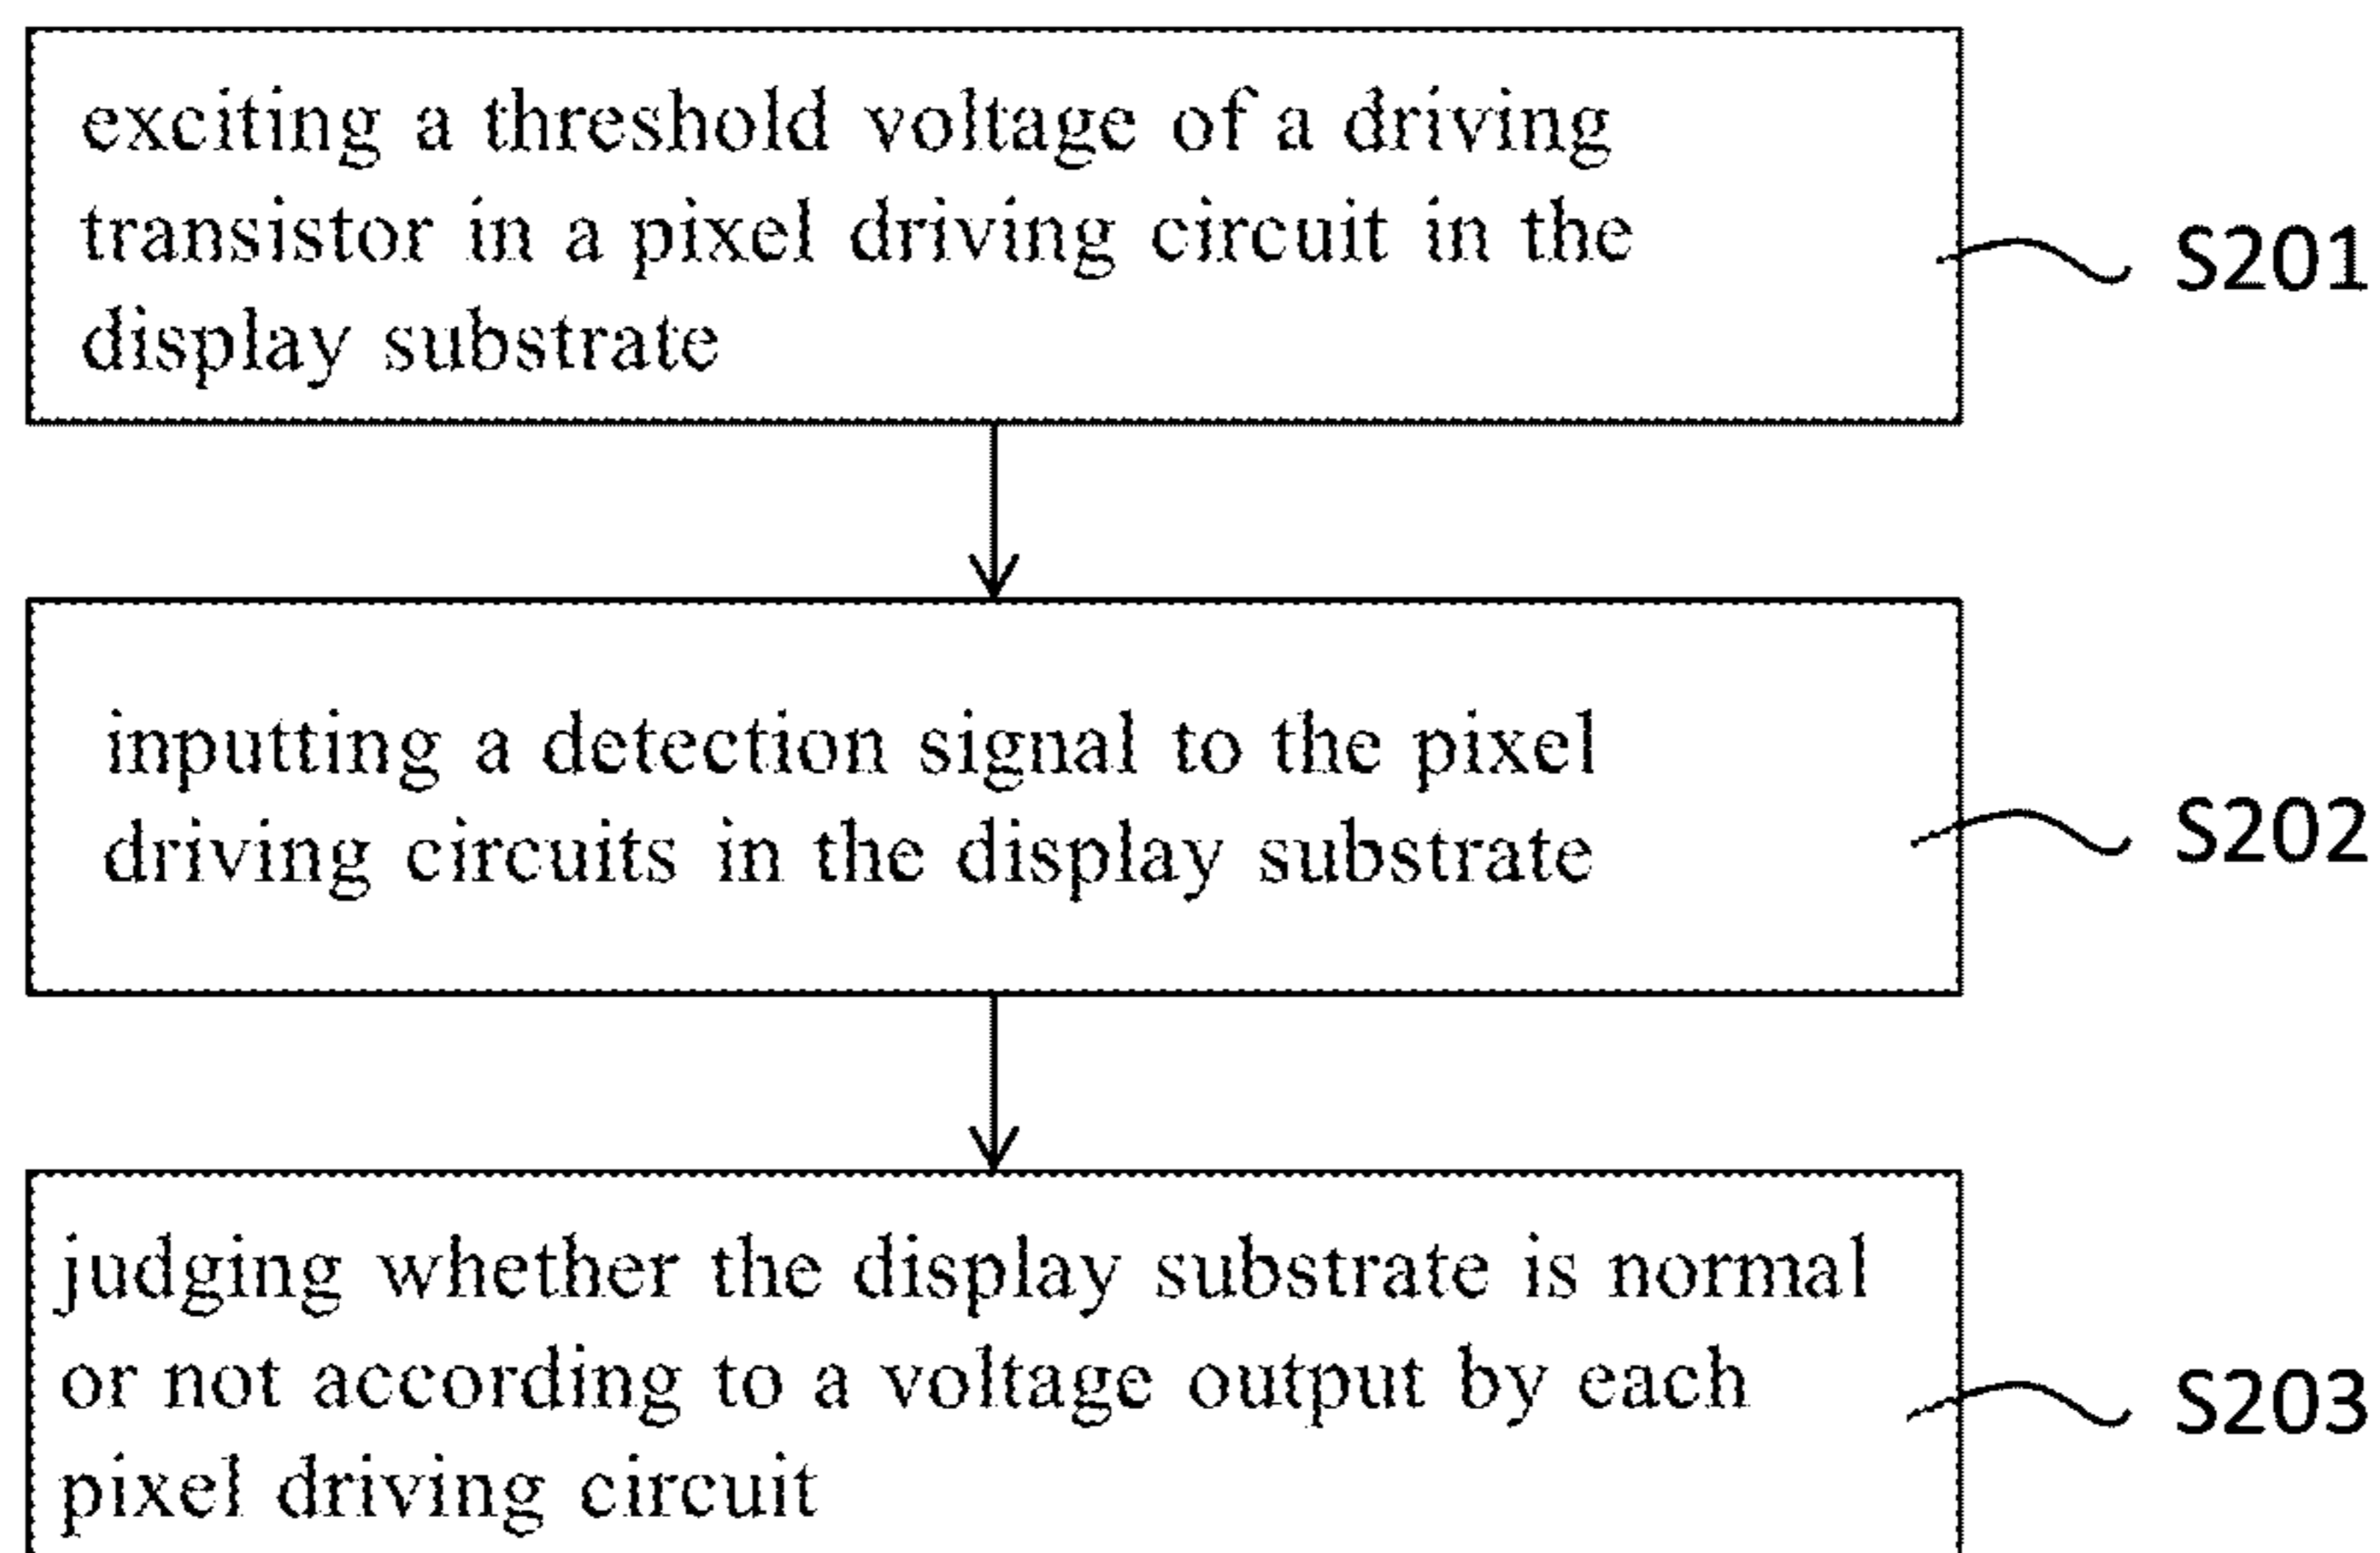 exciting a threshold voltage of a driving
transistor in a pixel driving circuit in the
display substrate
S201
inputting a detection signal to the pixel
driving circuits in the display substrate
S202
judging whether the display substrate is normal
or not according to a voltage output by each
pixel driving circuit
S203